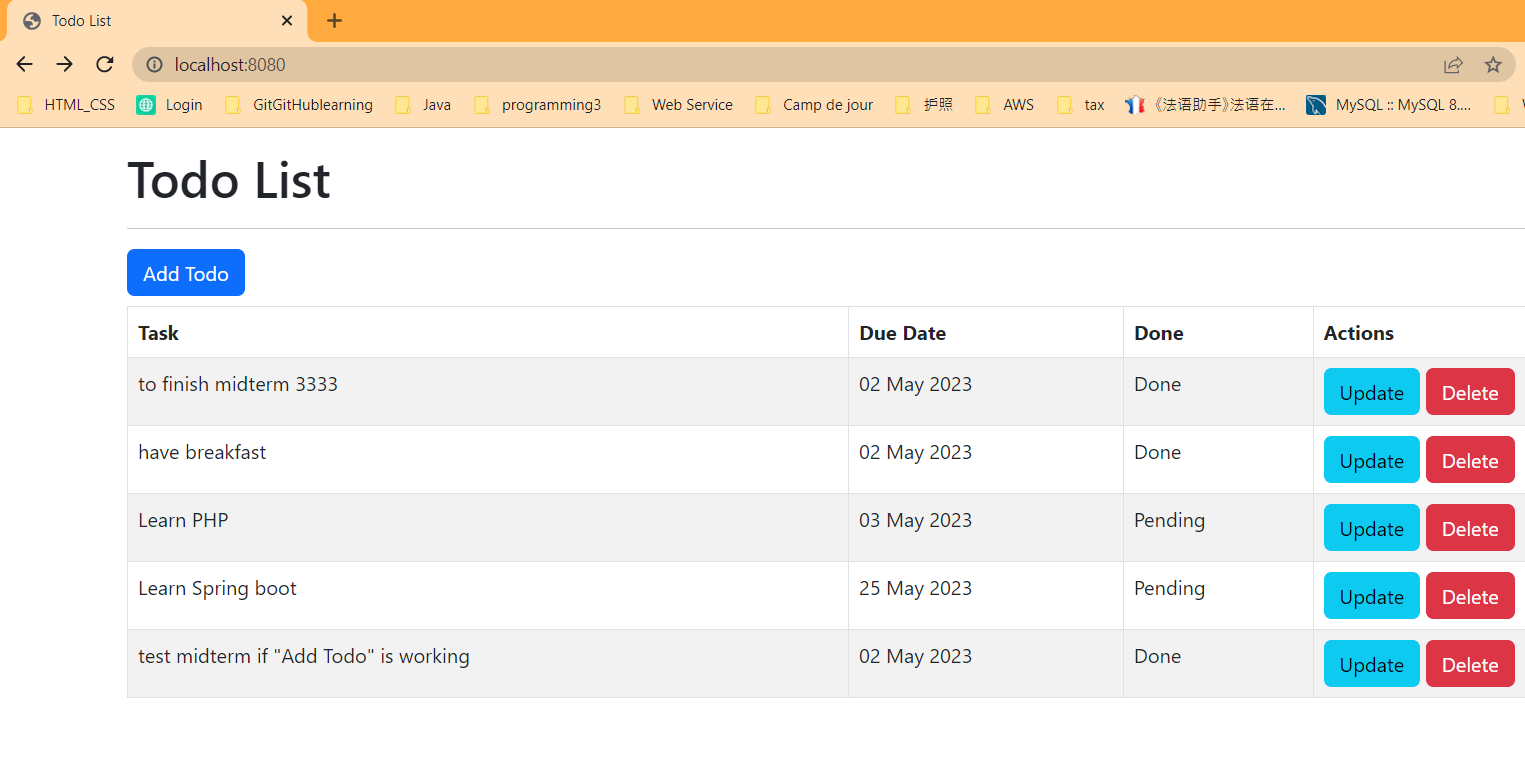 Todo List
localhost:8080
HTML_CSS Login GitGitHublearning Java programming3 Web Service Camp de jour 护照 AWS tax 《法语助手》法语在... MySQL :: MySQL 8....
Todo List
Add Todo
Task Due Date Done Actions
to finish midterm 3333 02 May 2023 Done Update Delete
have breakfast 02 May 2023 Done Update Delete
Learn PHP 03 May 2023 Pending Update Delete
Learn Spring boot 25 May 2023 Pending Update Delete
test midterm if "Add Todo" is working 02 May 2023 Done Update Delete